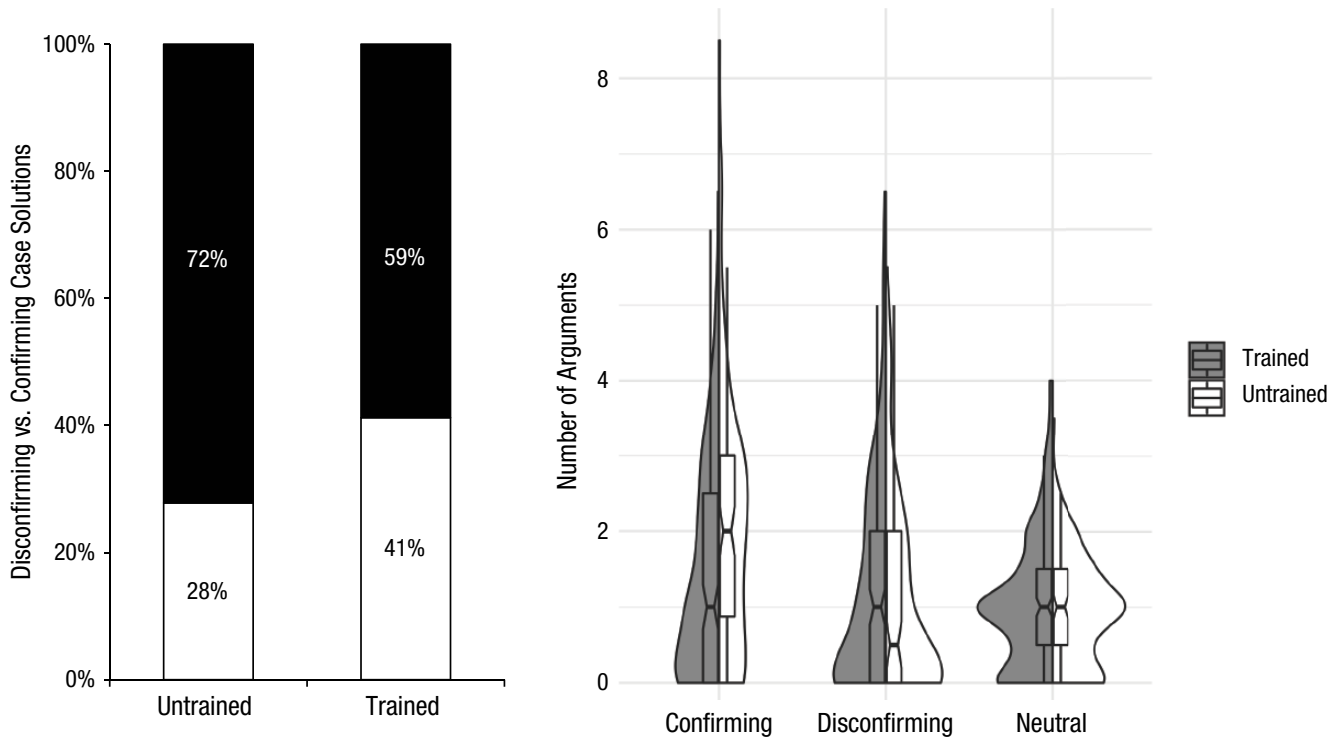 Disconfirming vs. Confirming Case Solutions
100%
80%
60%
40%
20%
0%
72%
28%
59%
41%
Untrained
Trained
Number of Arguments
8
6
4
2
0
Confirming
Disconfirming
Neutral
Trained
Untrained